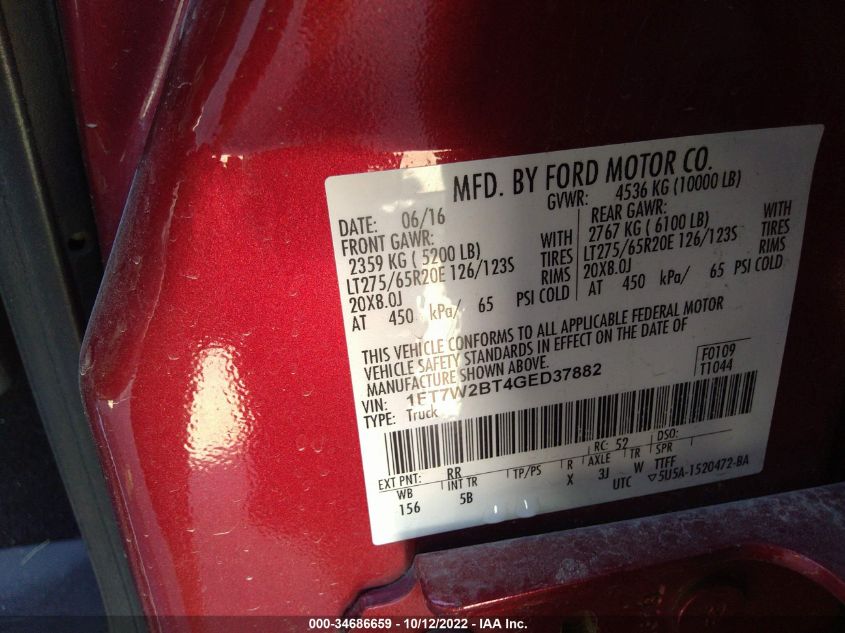 MFD. BY FORD MOTOR CO.
DATE: 06/16
GVWR: 4536 KG (10000 LB)
FRONT GAWR:
2359 KG ( 5200 LB) WITH
LT275/65R20E 126/123S TIRES
20X8.0J RIMS
AT 450 kPa/ 65 PSI COLD
REAR GAWR:
2767 KG ( 6100 LB) WITH
LT275/65R20E 126/123S TIRES
20X8.0J RIMS
AT 450 kPa/ 65 PSI COLD
THIS VEHICLE CONFORMS TO ALL APPLICABLE FEDERAL MOTOR
VEHICLE SAFETY STANDARDS IN EFFECT ON THE DATE OF
MANUFACTURE SHOWN ABOVE.
VIN: 1FT7W2BT4GED37882
TYPE: Truck
F0109
T1044
EXT PNT: RR RC: 52 DSO:
WB INT TR TP/PS R AXLE TR SPR
156 5B X 3J W TTFF
UTC ▽5U5A-1520472-BA
000-34686659 - 10/12/2022 - IAA Inc.